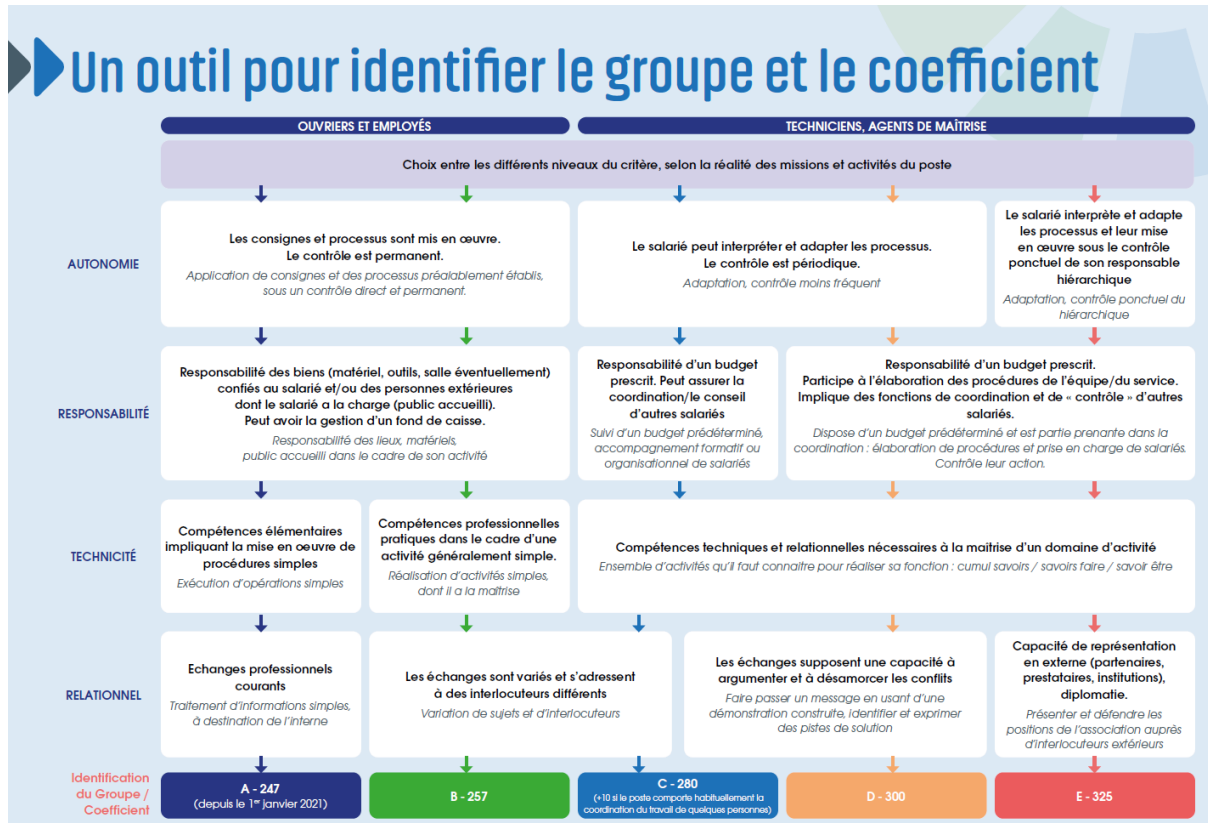 Un outil pour identifier le groupe et le coefficient
OUVRIERS ET EMPLOYÉS
TECHNICIENS, AGENTS DE MAÎTRISE
Choix entre les différents niveaux du critère, selon la réalité des missions et activités du poste
AUTONOMIE
Les consignes et processus sont mis en œuvre.
Le contrôle est permanent.
Application de consignes et des processus préalablement établis,
sous un contrôle direct et permanent.
Le salarié peut interpréter et adapter les processus.
Le contrôle est périodique.
Adaptation, contrôle moins fréquent
Le salarié interprète et adapte
les processus et leur mise
en œuvre sous le contrôle
ponctuel de son responsable
hiérarchique
Adaptation, contrôle ponctuel du
hiérarchique
RESPONSABILITÉ
Responsabilité des biens (matériel, outils, salle éventuellement)
confiés au salarié et/ou des personnes extérieures
dont le salarié a la charge (public accueilli).
Peut avoir la gestion d'un fond de caisse.
Responsabilité des lieux, matériels,
public accueilli dans le cadre de son activité
Responsabilité d'un budget
prescrit. Peut assurer la
coordination/le conseil
d'autres salariés
Suivi d'un budget prédéterminé,
accompagnement formatif ou
organisationnel de salariés
Responsabilité d'un budget prescrit.
Participe à l'élaboration des procédures de l'équipe/du service.
Implique des fonctions de coordination et de « contrôle » d'autres
salariés.
Dispose d'un budget prédéterminé et est partie prenante dans la
coordination : élaboration de procédures et prise en charge de salariés.
Contrôle leur action.
TECHNICITÉ
Compétences élémentaires
impliquant la mise en oeuvre de
procédures simples
Exécution d'opérations simples
Compétences professionnelles
pratiques dans le cadre d'une
activité généralement simple.
Réalisation d'activités simples,
dont il a la maîtrise
Compétences techniques et relationnelles nécessaires à la maitrise d'un domaine d'activité
Ensemble d'activités qu'il faut connaitre pour réaliser sa fonction : cumul savoirs / savoirs faire / savoir être
RELATIONNEL
Echanges professionnels
courants
Traitement d'informations simples,
à destination de l'interne
Les échanges sont variés et s'adressent
à des interlocuteurs différents
Variation de sujets et d'interlocuteurs
Les échanges supposent une capacité à
argumenter et à désamorcer les conflits
Faire passer un message en usant d'une
démonstration construite, identifier et exprimer
des pistes de solution
Capacité de représentation
en externe (partenaires,
prestataires, institutions),
diplomatie.
Présenter et défendre les
positions de l'association auprès
d'interlocuteurs extérieurs
Identification
du Groupe /
Coefficient
A - 247
(depuis le 1er janvier 2021)
B - 257
C - 280
(+10 si le poste comporte habituellement la
coordination du travail de quelques personnes)
D - 300
E - 325